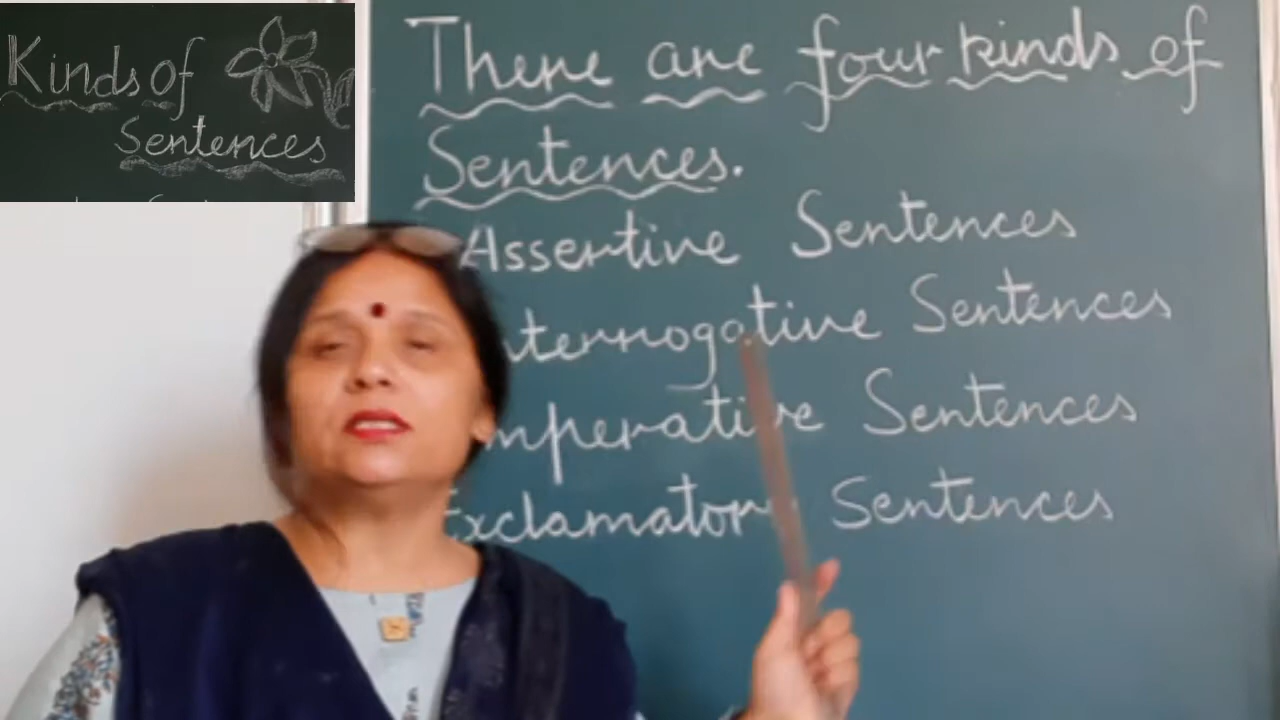 Kinds of
Sentences
There are four kinds of
Sentences.
Assertive Sentences
Interrogative Sentences
Imperative Sentences
Exclamatory Sentences